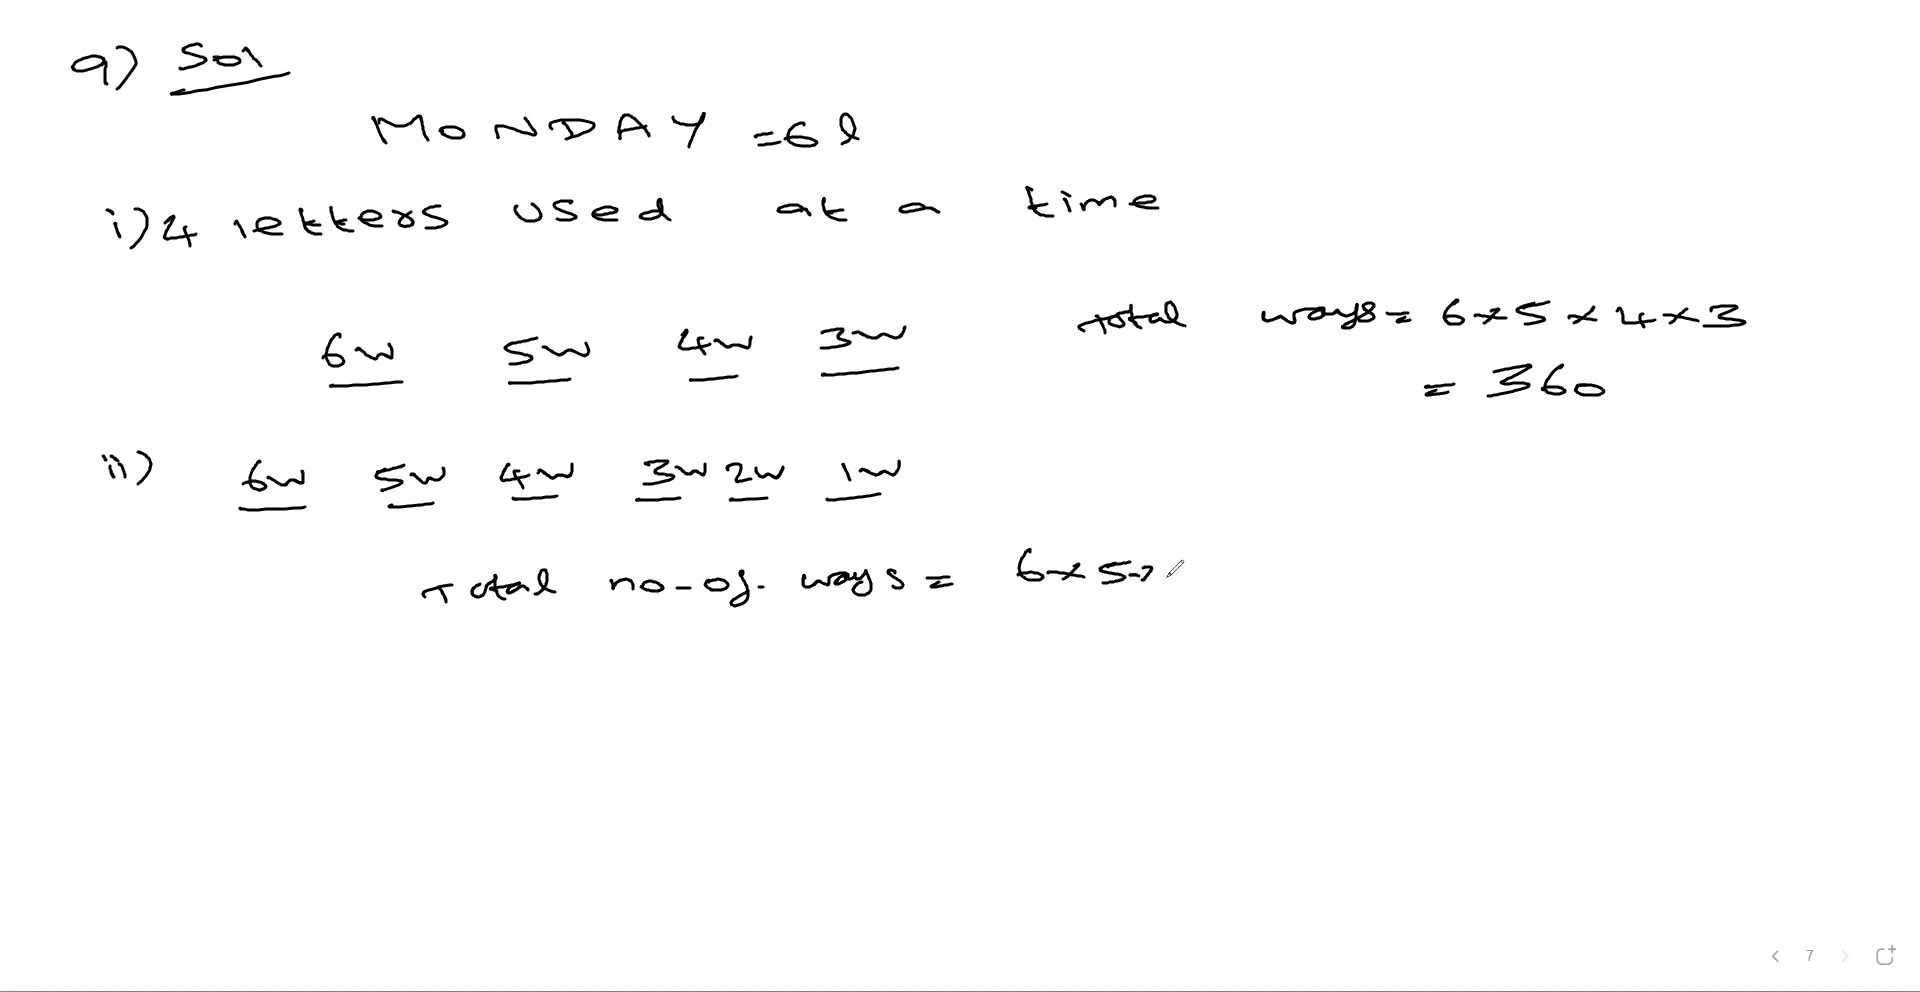 9) Sol
MONDAY = 6 l
i) 4 letters used at a time
6w 5w 4w 3w total ways = 6 × 5 × 4 × 3
= 360
ii) 6w 5w 4w 3w 2w 1w
Total no-of. ways = 6 × 5
7